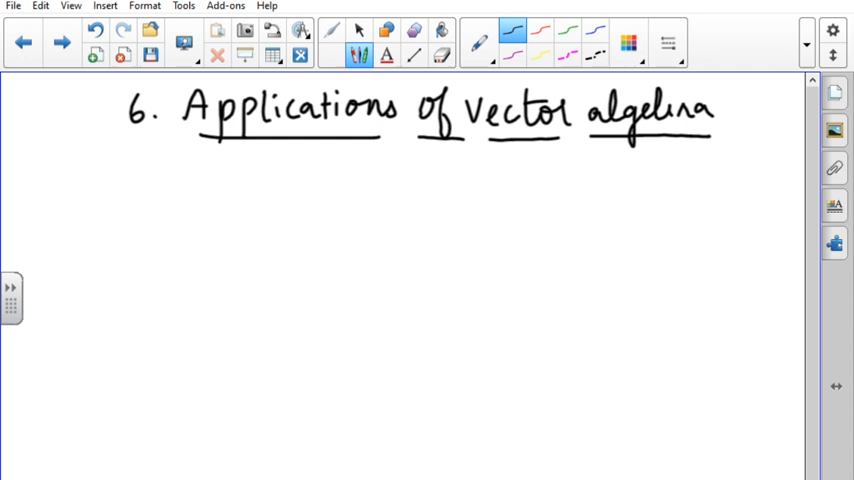 File Edit View Insert Format Tools Add-ons Help
6. Applications of vector algebra